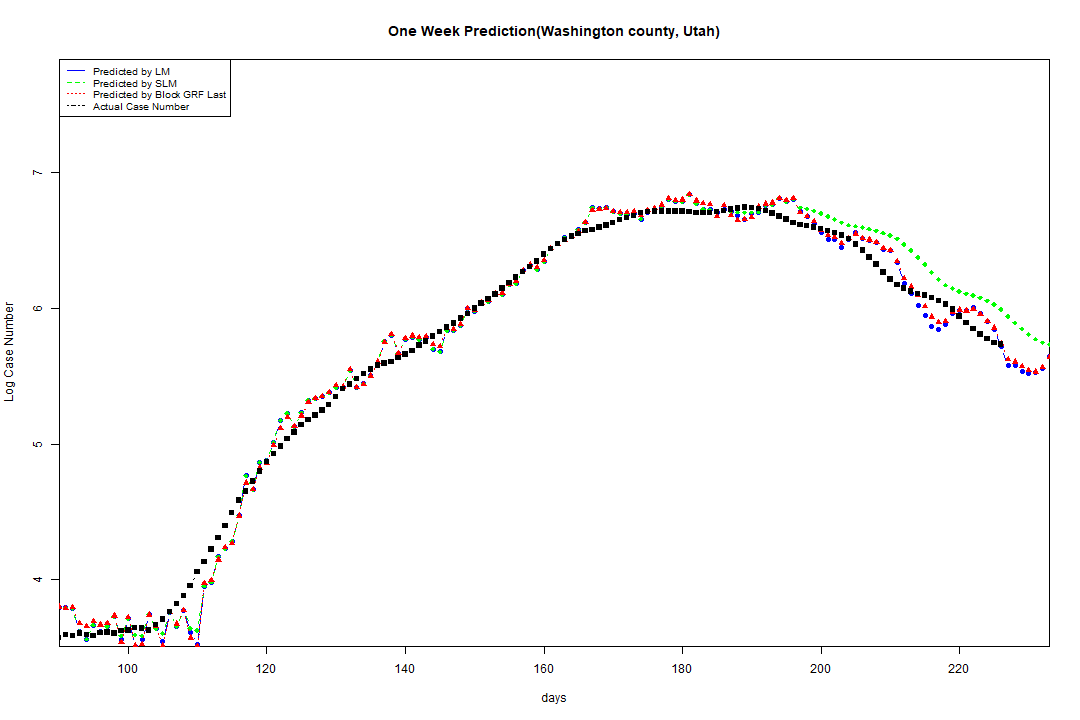 One Week Prediction(Washington county, Utah)
Predicted by LM
Predicted by SLM
Predicted by Block GRF Last
Actual Case Number
7
6
5
4
Log Case Number
100 120 140 160 180 200 220
days